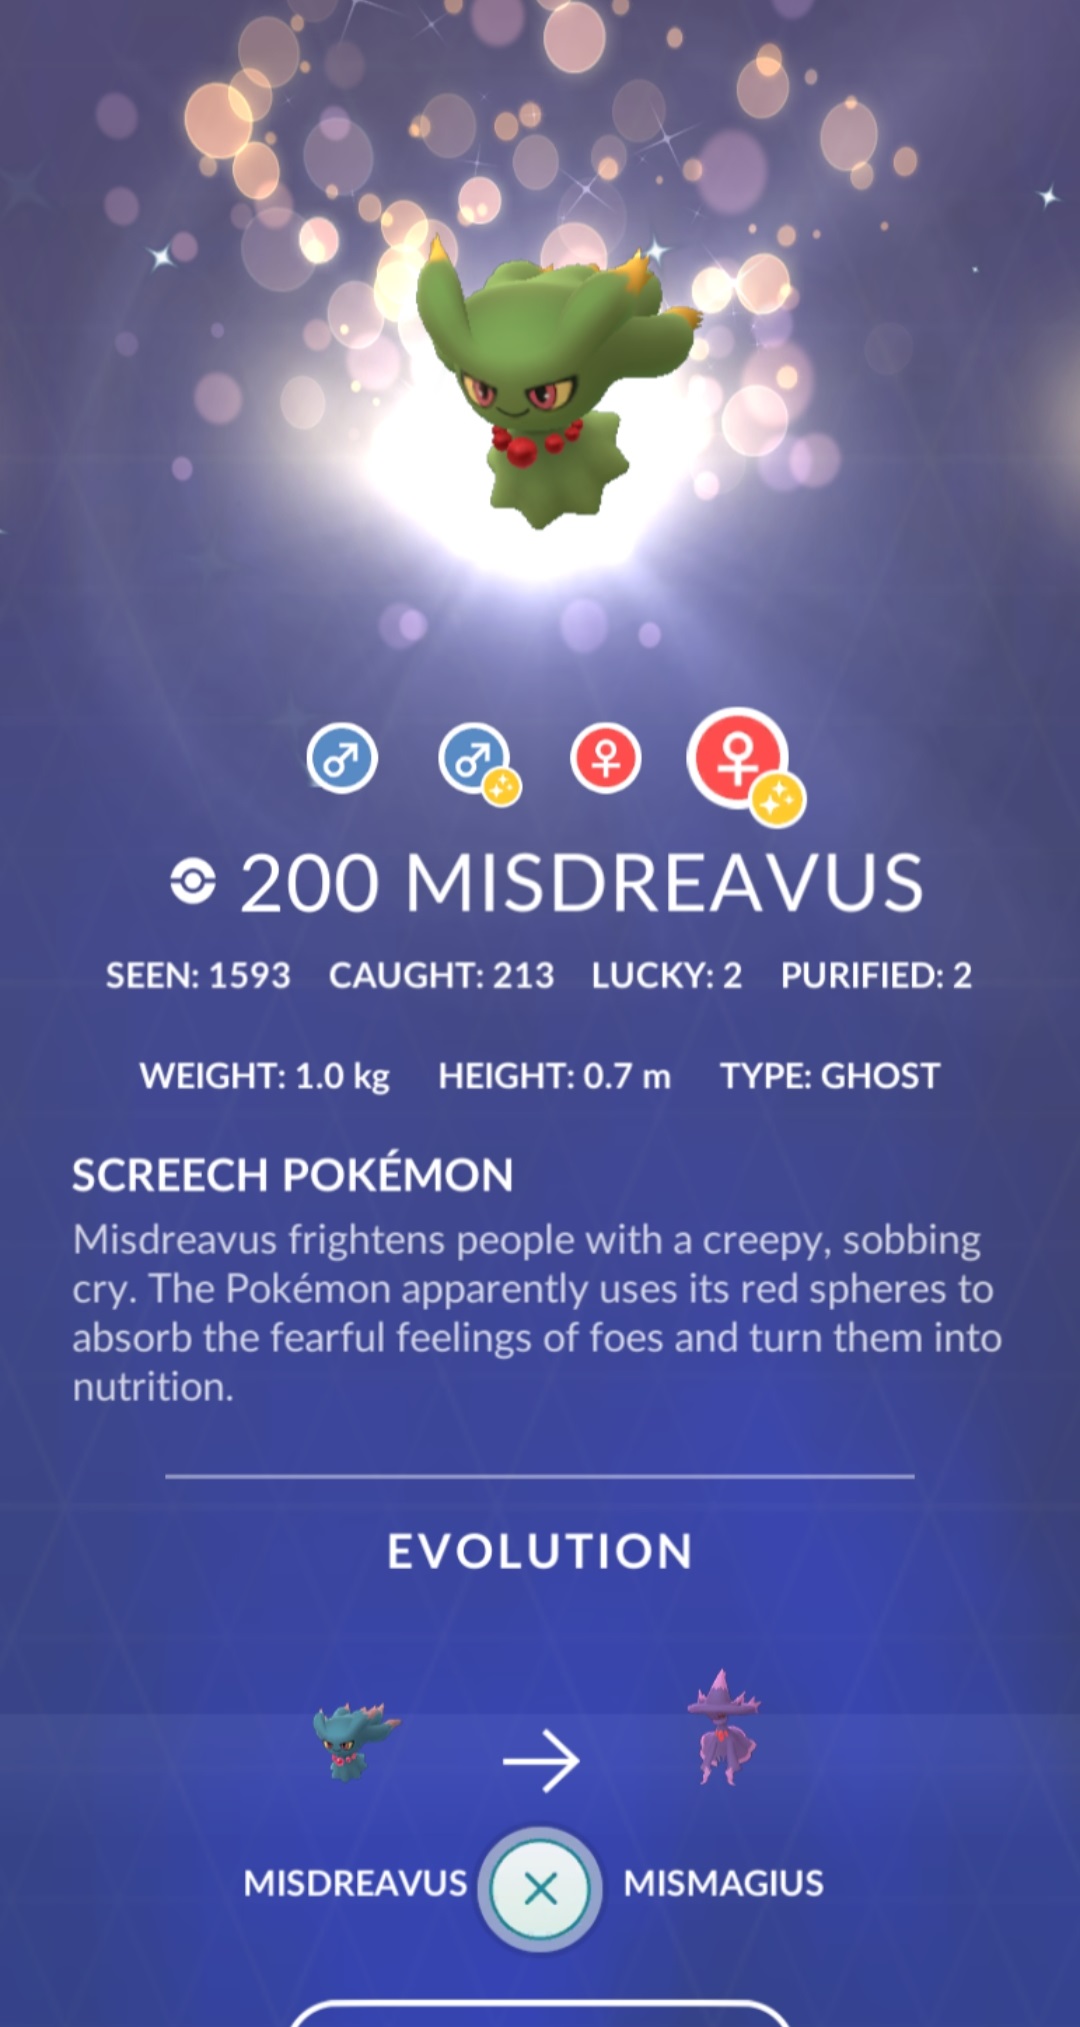 200 MISDREAVUS
SEEN: 1593 CAUGHT: 213 LUCKY: 2 PURIFIED: 2
WEIGHT: 1.0 kg HEIGHT: 0.7 m TYPE: GHOST
SCREECH POKÉMON
Misdreavus frightens people with a creepy, sobbing
cry. The Pokémon apparently uses its red spheres to
absorb the fearful feelings of foes and turn them into
nutrition.
EVOLUTION
MISDREAVUS MISMAGIUS